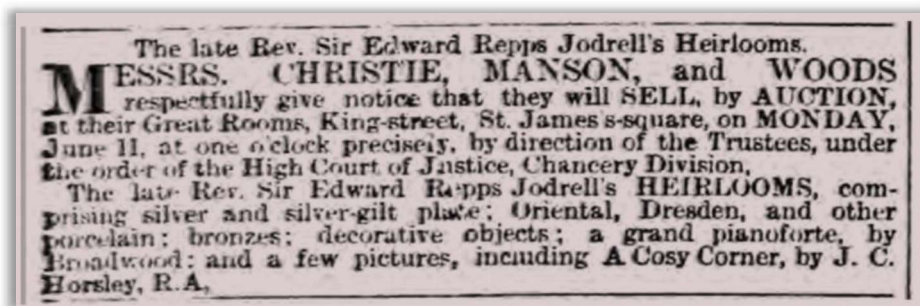 The late Rev. Sir Edward Repps Jodrell's Heirlooms.
MESSRS. CHRISTIE, MANSON, and WOODS
respectfully give notice that they will SELL, by AUCTION,
at their Great Rooms, King-street, St. James's-square, on MONDAY,
June 11, at one o'clock precisely, by direction of the Trustees, under
the order of the High Court of Justice, Chancery Division,
The late Rev. Sir Edward Repps Jodrell's HEIRLOOMS, com-
prising silver and silver-gilt plate; Oriental, Dresden, and other
porcelain; bronzes; decorative objects; a grand pianoforte, by
Broadwood; and a few pictures, including A Cosy Corner, by J. C.
Horsley, R.A,